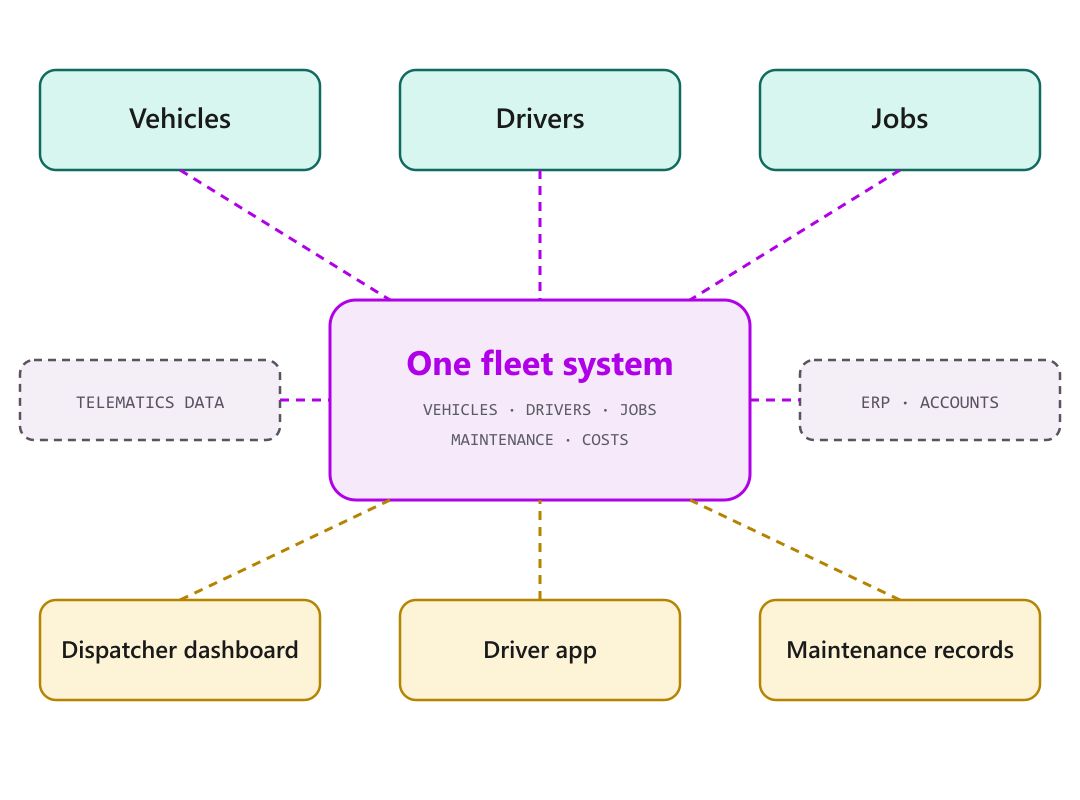 Vehicles
Drivers
Jobs
One fleet system
VEHICLES · DRIVERS · JOBS
MAINTENANCE · COSTS
TELEMATICS DATA
ERP · ACCOUNTS
Dispatcher dashboard
Driver app
Maintenance records